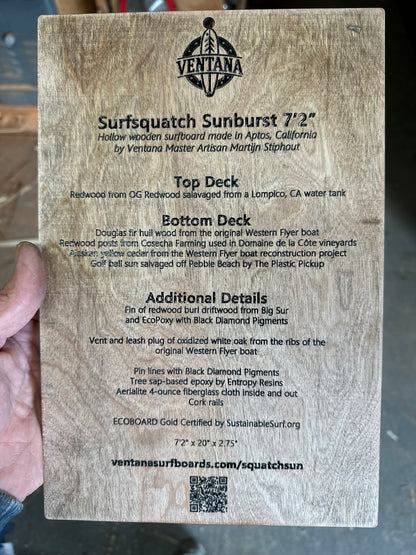 VENTANA
Surfsquatch Sunburst 7'2"
Hollow wooden surfboard made in Aptos, California
by Ventana Master Artisan Martijn Stiphout
Top Deck
Redwood from OG Redwood salavaged from a Lompico, CA water tank
Bottom Deck
Douglas fir hull wood from the original Western Flyer boat
Redwood posts from Cosecha Farming used in Domaine de la Côte vineyards
Alaskan yellow cedar from the Western Flyer boat reconstruction project
Golf ball sun salvaged off Pebble Beach by The Plastic Pickup
Additional Details
Fin of redwood burl driftwood from Big Sur
and EcoPoxy with Black Diamond Pigments
Vent and leash plug of oxidized white oak from the ribs of the
original Western Flyer boat
Pin lines with Black Diamond Pigments
Tree sap-based epoxy by Entropy Resins
Aerialite 4-ounce fiberglass cloth inside and out
Cork rails
ECOBOARD Gold Certified by SustainableSurf.org
7'2" x 20" x 2.75"
ventanasurfboards.com/squatchsun